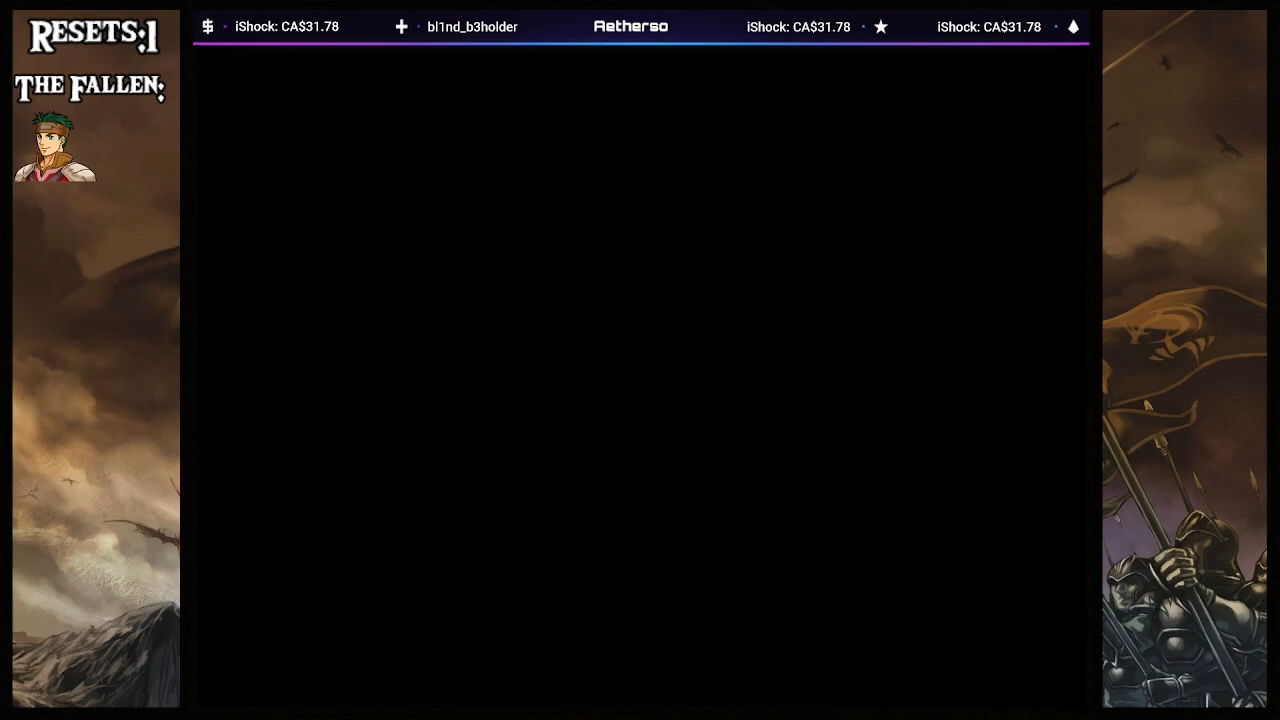 RESETS:1
THE FALLEN:
$ · iShock: CA$31.78
+ · bl1nd_b3holder
Aetherso
iShock: CA$31.78 · ★
iShock: CA$31.78 ·